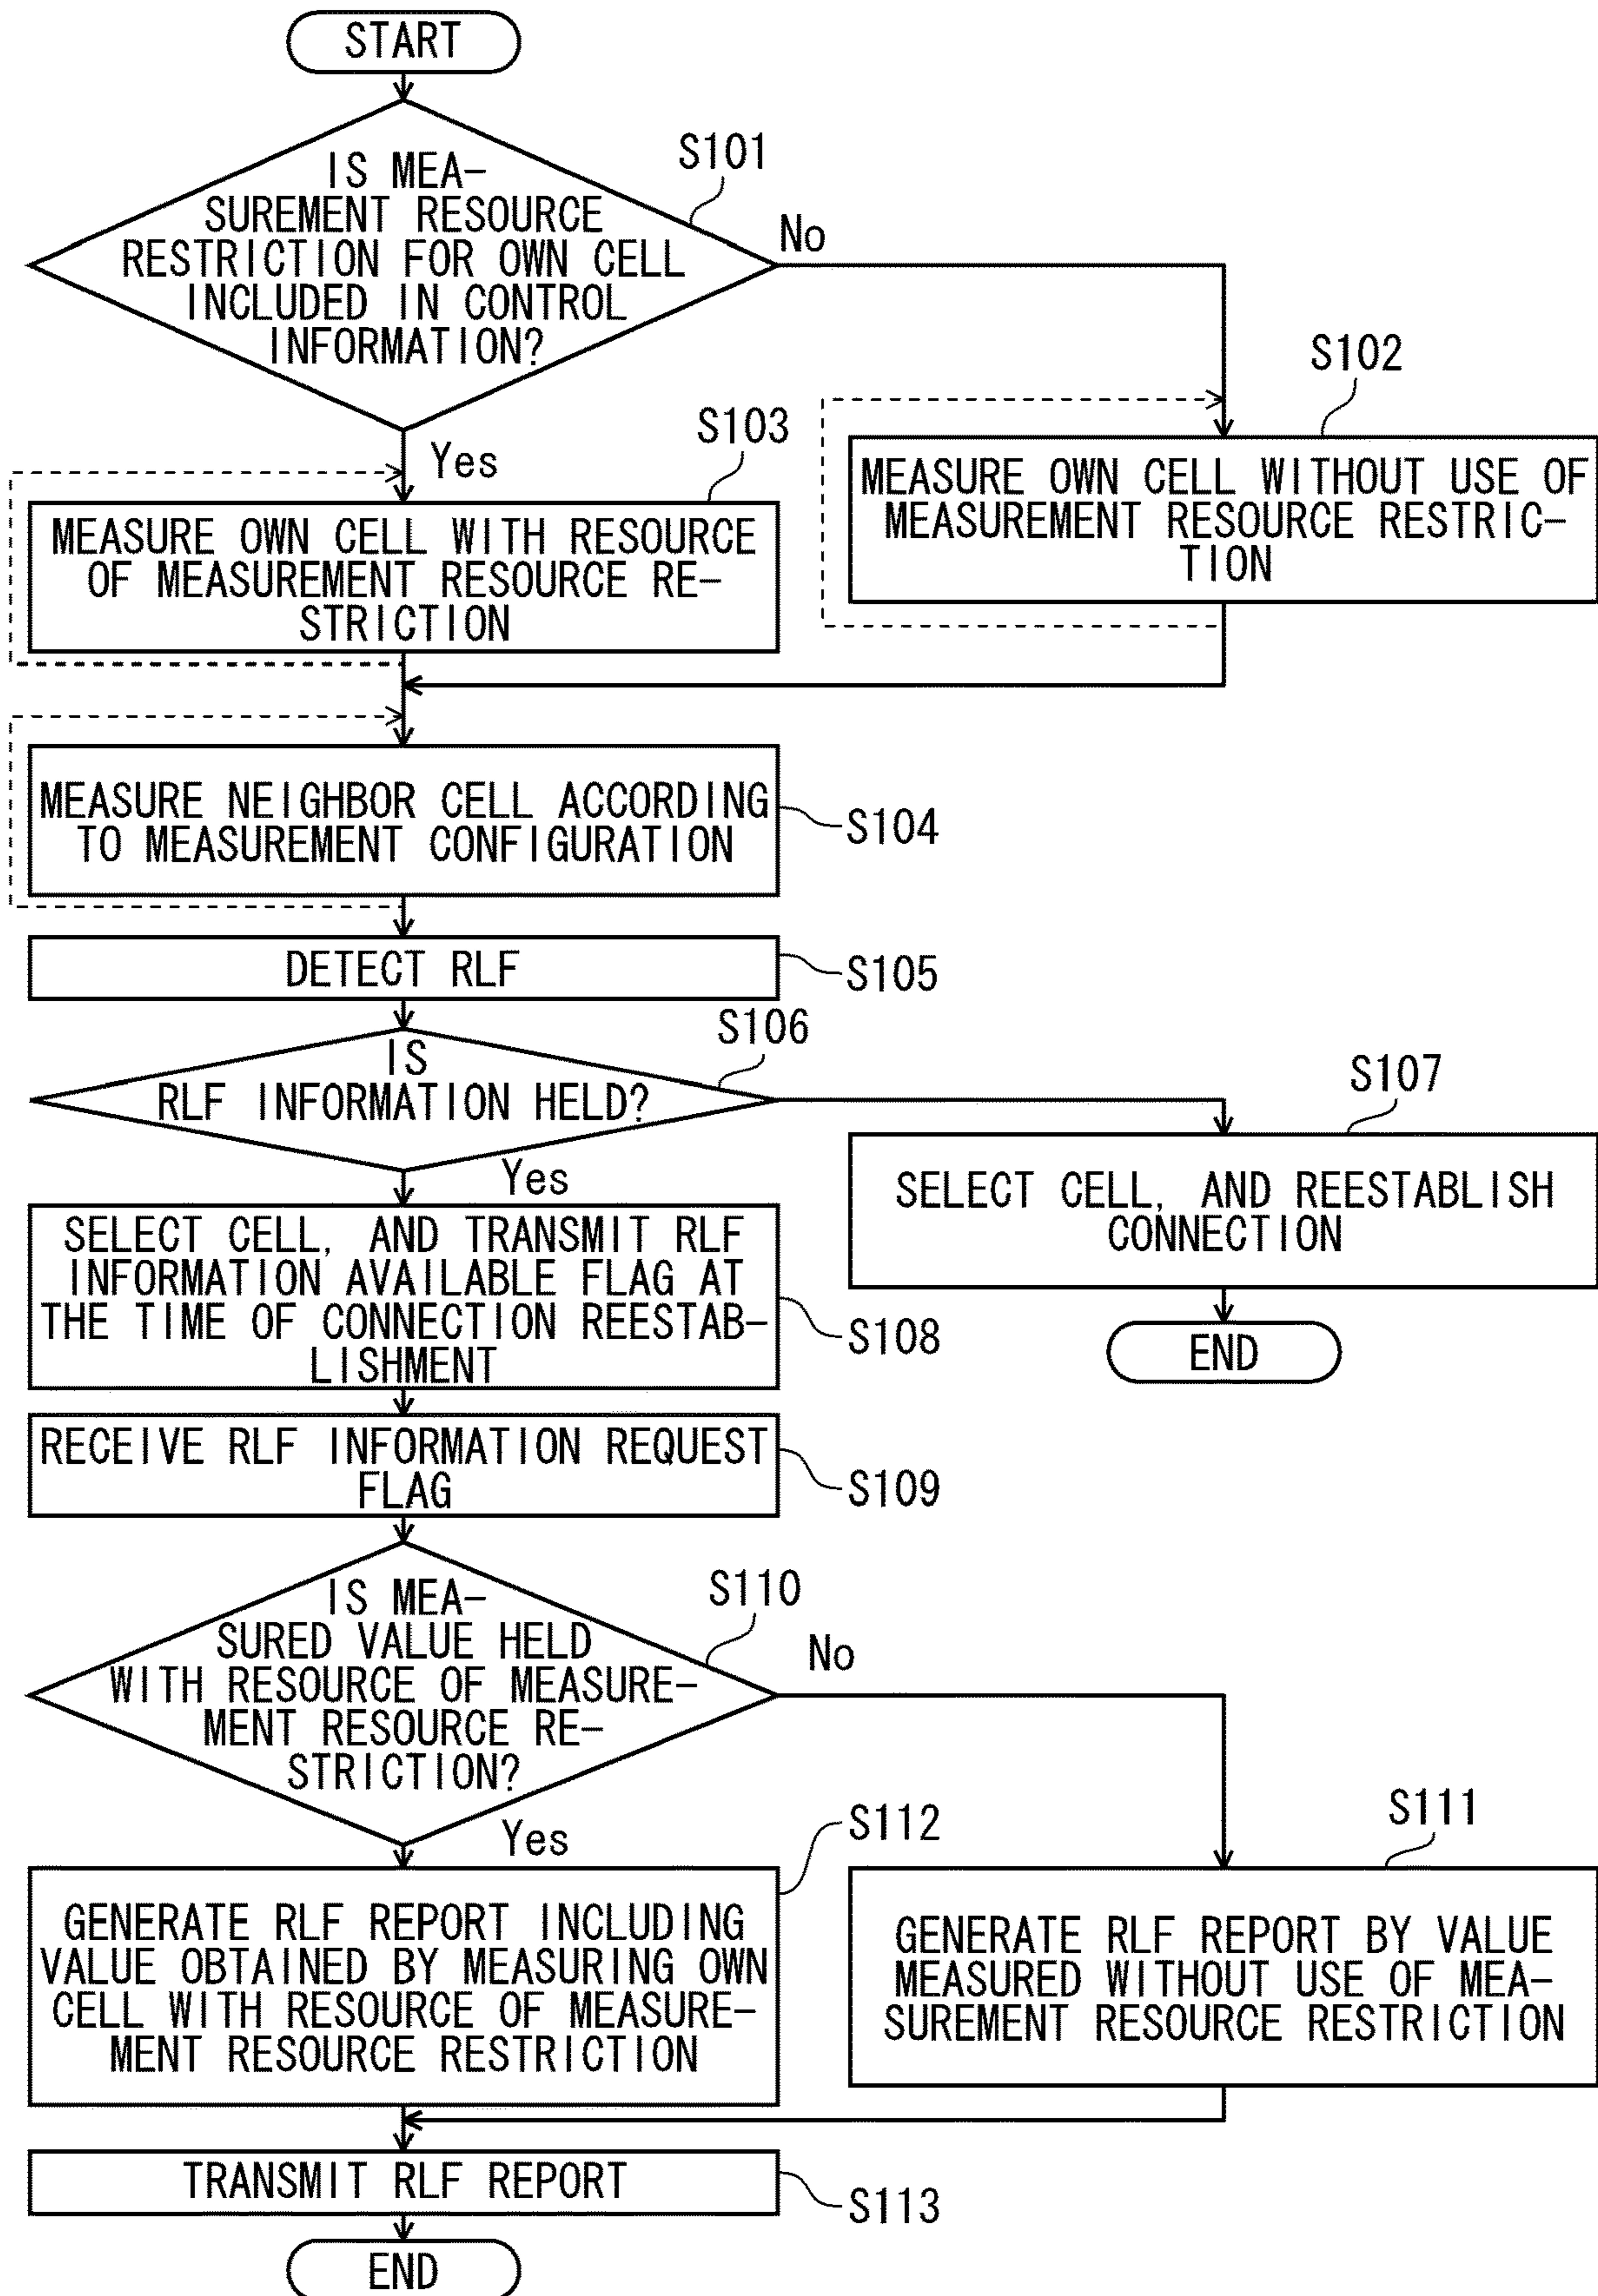 START
IS MEA-
SUREMENT RESOURCE
RESTRICTION FOR OWN CELL
INCLUDED IN CONTROL
INFORMATION?
S101
No
Yes
S102
MEASURE OWN CELL WITHOUT USE OF
MEASUREMENT RESOURCE RESTRIC-
TION
S103
MEASURE OWN CELL WITH RESOURCE
OF MEASUREMENT RESOURCE RE-
STRICTION
MEASURE NEIGHBOR CELL ACCORDING
TO MEASUREMENT CONFIGURATION
S104
DETECT RLF
S105
IS
RLF INFORMATION HELD?
S106
Yes
S107
SELECT CELL, AND REESTABLISH
CONNECTION
END
SELECT CELL, AND TRANSMIT RLF
INFORMATION AVAILABLE FLAG AT
THE TIME OF CONNECTION REESTAB-
LISHMENT
S108
RECEIVE RLF INFORMATION REQUEST
FLAG
S109
IS MEA-
SURED VALUE HELD
WITH RESOURCE OF MEASURE-
MENT RESOURCE RE-
STRICTION?
S110
No
Yes
S112
GENERATE RLF REPORT INCLUDING
VALUE OBTAINED BY MEASURING OWN
CELL WITH RESOURCE OF MEASURE-
MENT RESOURCE RESTRICTION
S111
GENERATE RLF REPORT BY VALUE
MEASURED WITHOUT USE OF MEA-
SUREMENT RESOURCE RESTRICTION
TRANSMIT RLF REPORT
S113
END